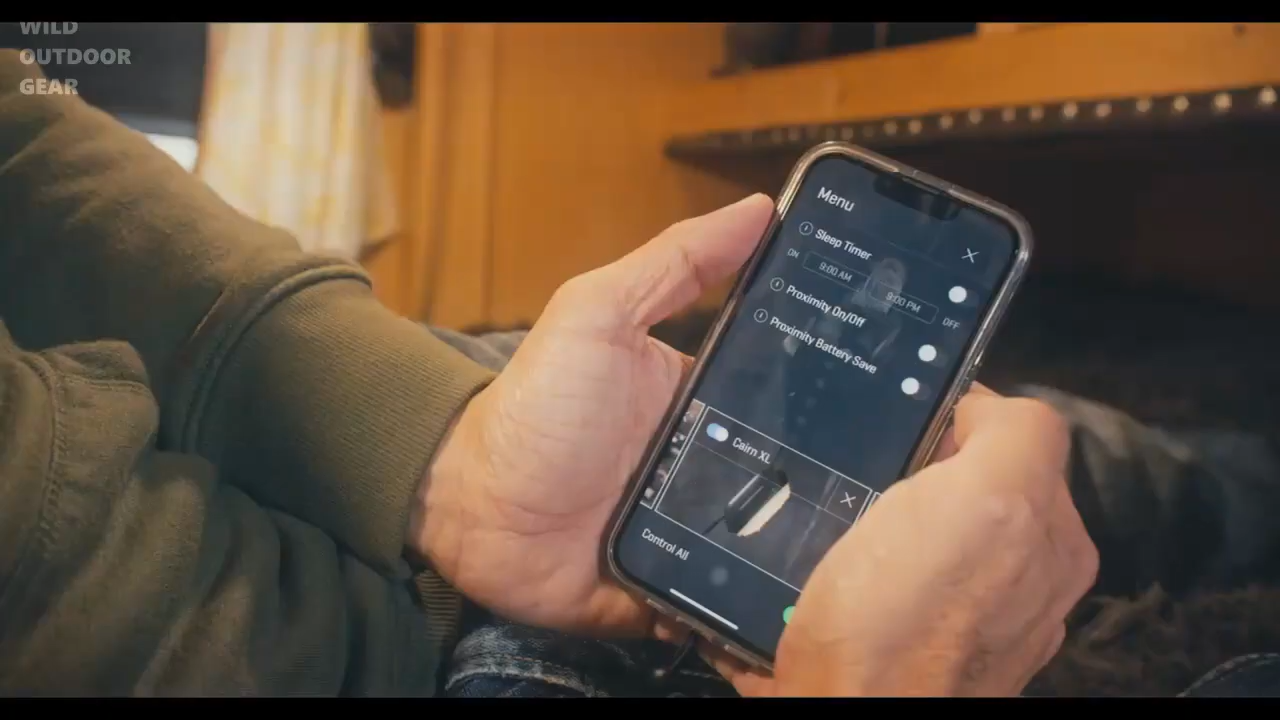 WILD
OUTDOOR
GEAR
Menu
Sleep Timer
ON 9:00 AM 9:00 PM OFF
Proximity On/Off
Proximity Battery Save
Cairn XL
Control All